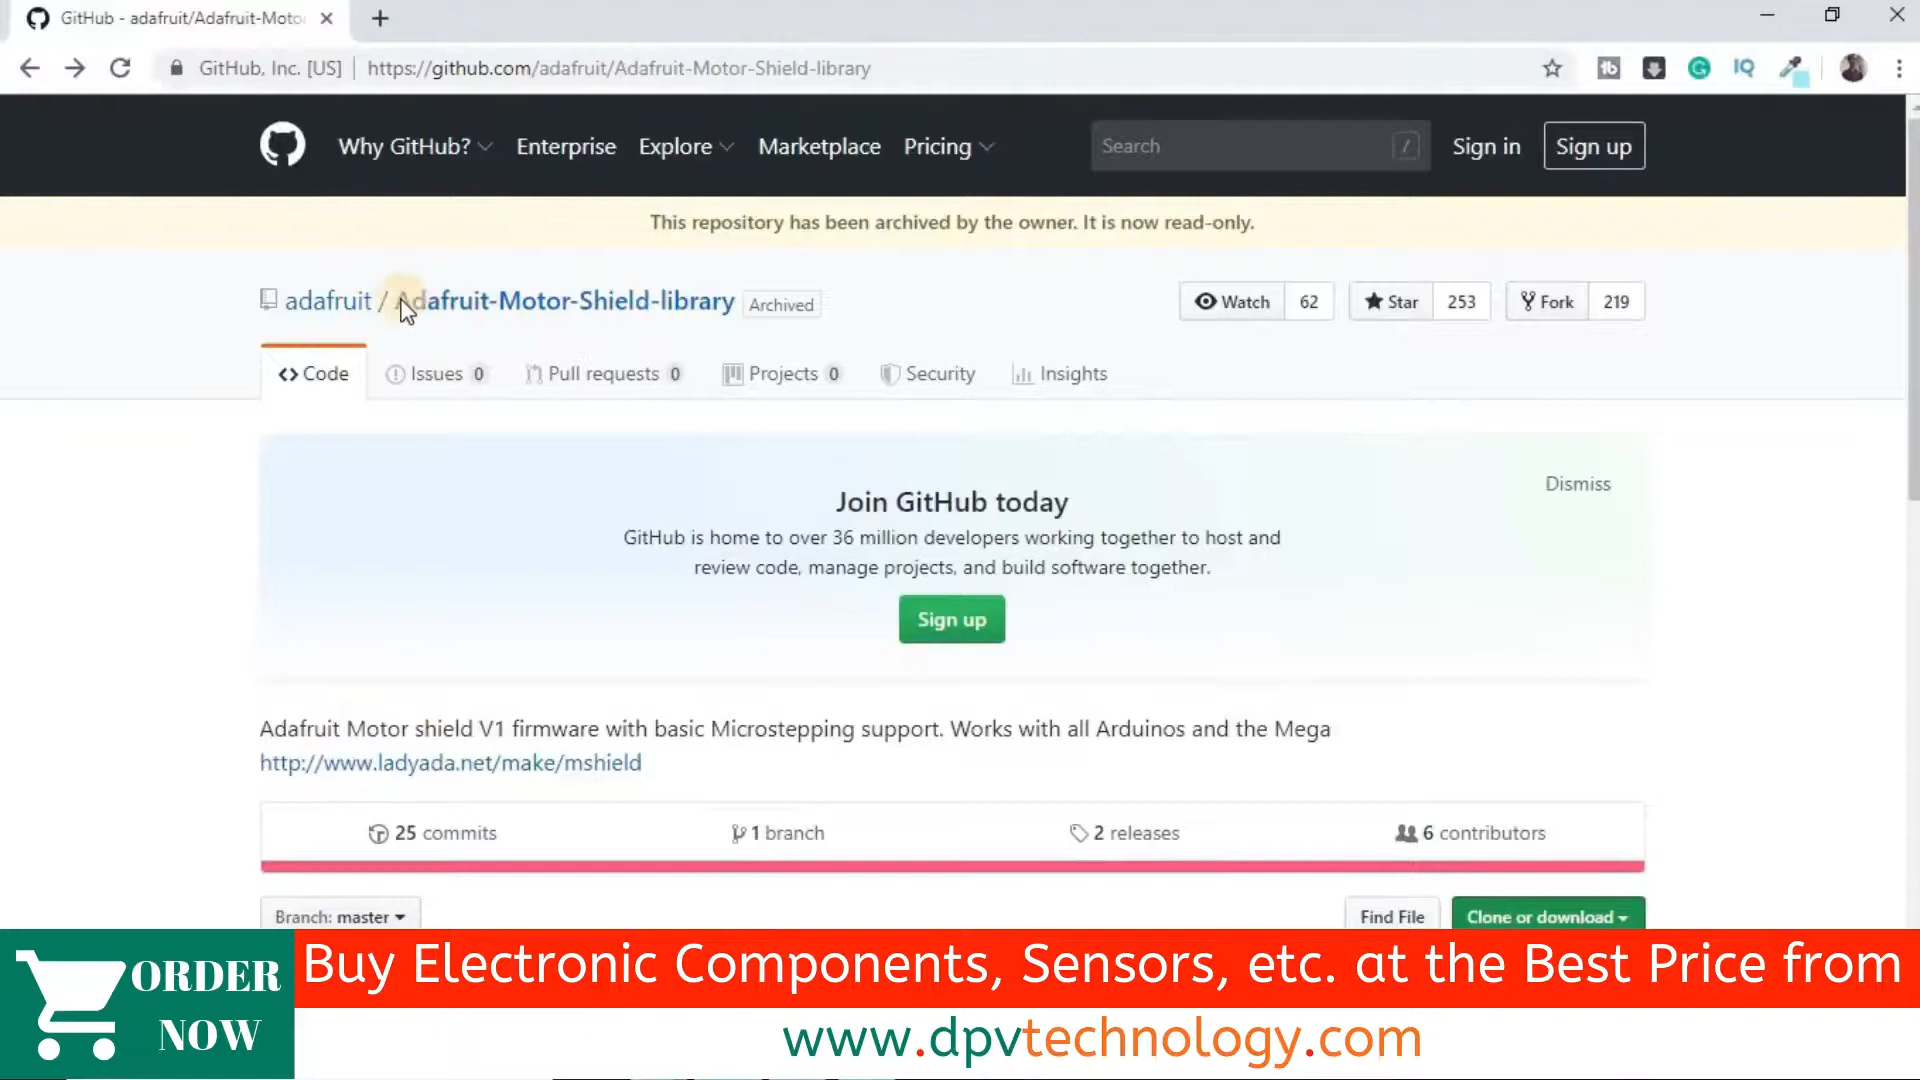 GitHub - adafruit/Adafruit-Moto
GitHub, Inc. [US] | https://github.com/adafruit/Adafruit-Motor-Shield-library
Why GitHub? Enterprise Explore Marketplace Pricing Search / Sign in Sign up
This repository has been archived by the owner. It is now read-only.
adafruit / Adafruit-Motor-Shield-library Archived Watch 62 Star 253 Fork 219
<> Code Issues 0 Pull requests 0 Projects 0 Security Insights
Dismiss
Join GitHub today
GitHub is home to over 36 million developers working together to host and
review code, manage projects, and build software together.
Sign up
Adafruit Motor shield V1 firmware with basic Microstepping support. Works with all Arduinos and the Mega
http://www.ladyada.net/make/mshield
25 commits 1 branch 2 releases 6 contributors
Branch: master Find File Clone or download
ORDER NOW
Buy Electronic Components, Sensors, etc. at the Best Price from
www.dpvtechnology.com